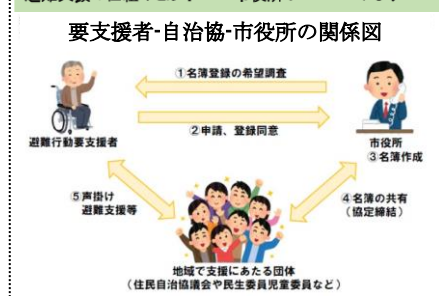 要支援者-自治協-市役所の関係図
①名簿登録の希望調査
②申請、登録同意
避難行動要支援者
市役所
③名簿作成
⑤声掛け
避難支援等
④名簿の共有
(協定締結)
地域で支援にあたる団体
(住民自治協議会や民生委員児童委員など)